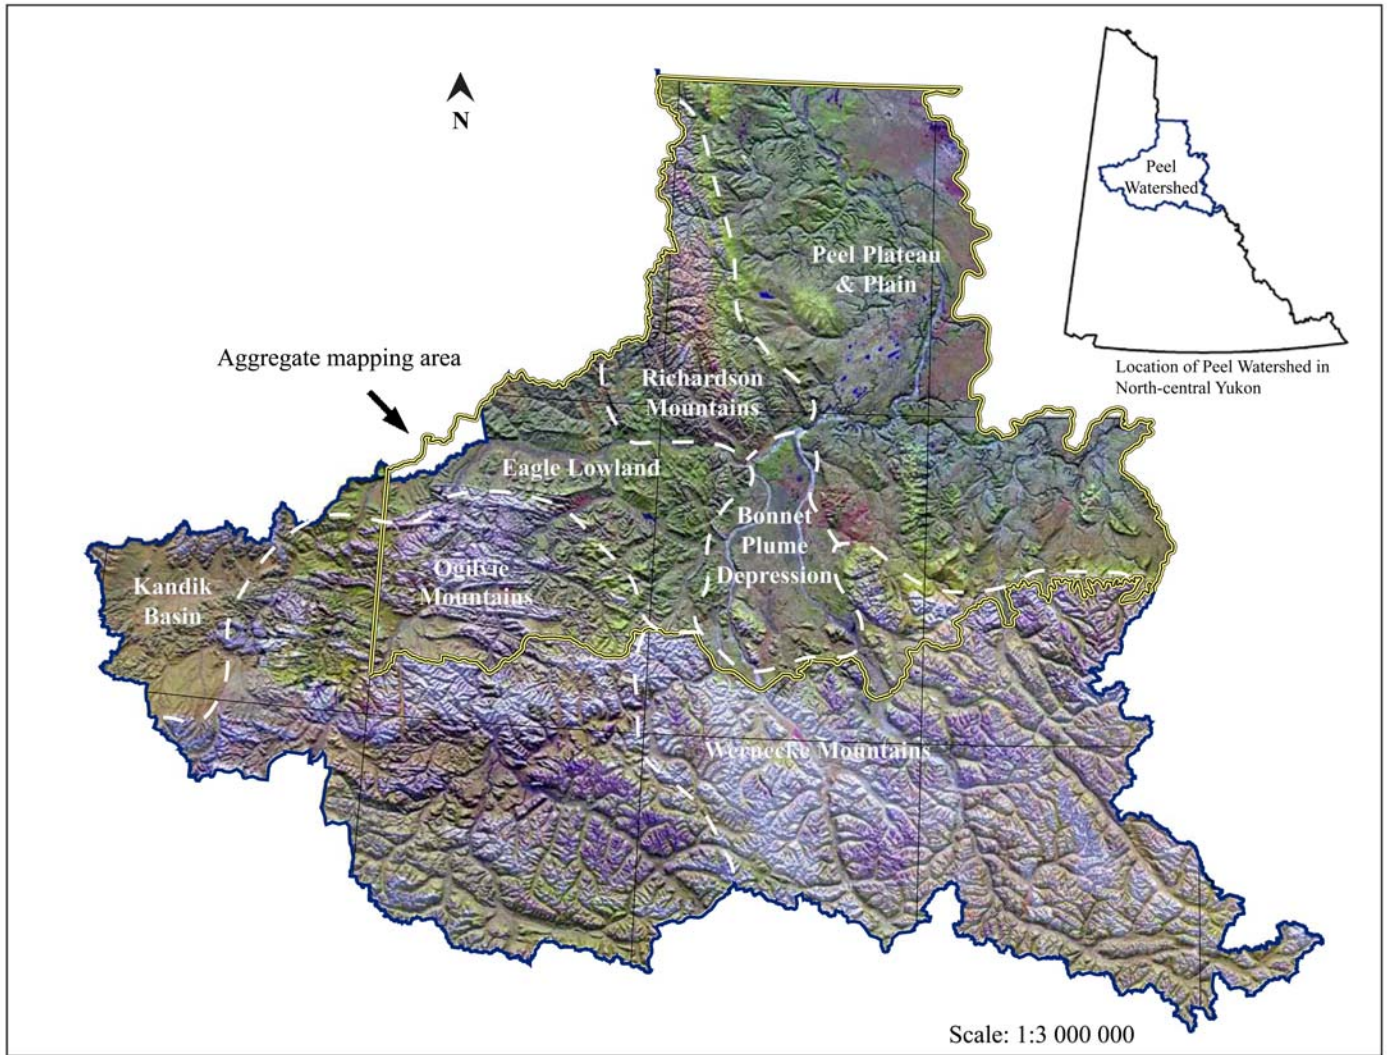 N
Peel
Watershed
Peel Plateau
& Plain
Aggregate mapping area
Location of Peel Watershed in
North-central Yukon
Richardson
Mountains
Eagle Lowland
Bonnet
Plume
Depression
Ogilvie
Mountains
Kandik
Basin
Wernecke Mountains
Scale: 1:3 000 000